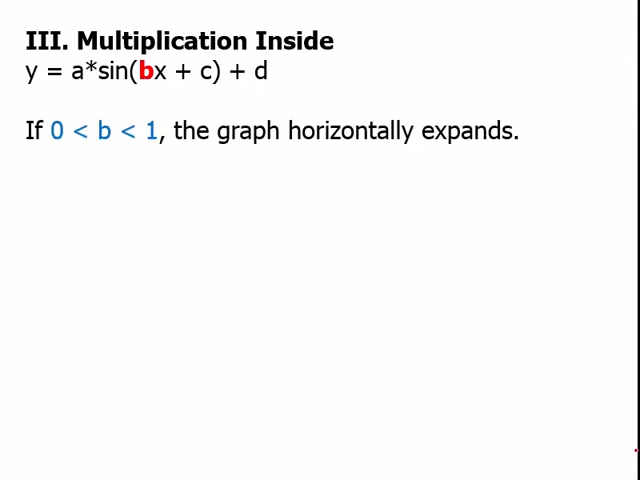 III. Multiplication Inside
y = a*sin(bx + c) + d
If 0 < b < 1, the graph horizontally expands.